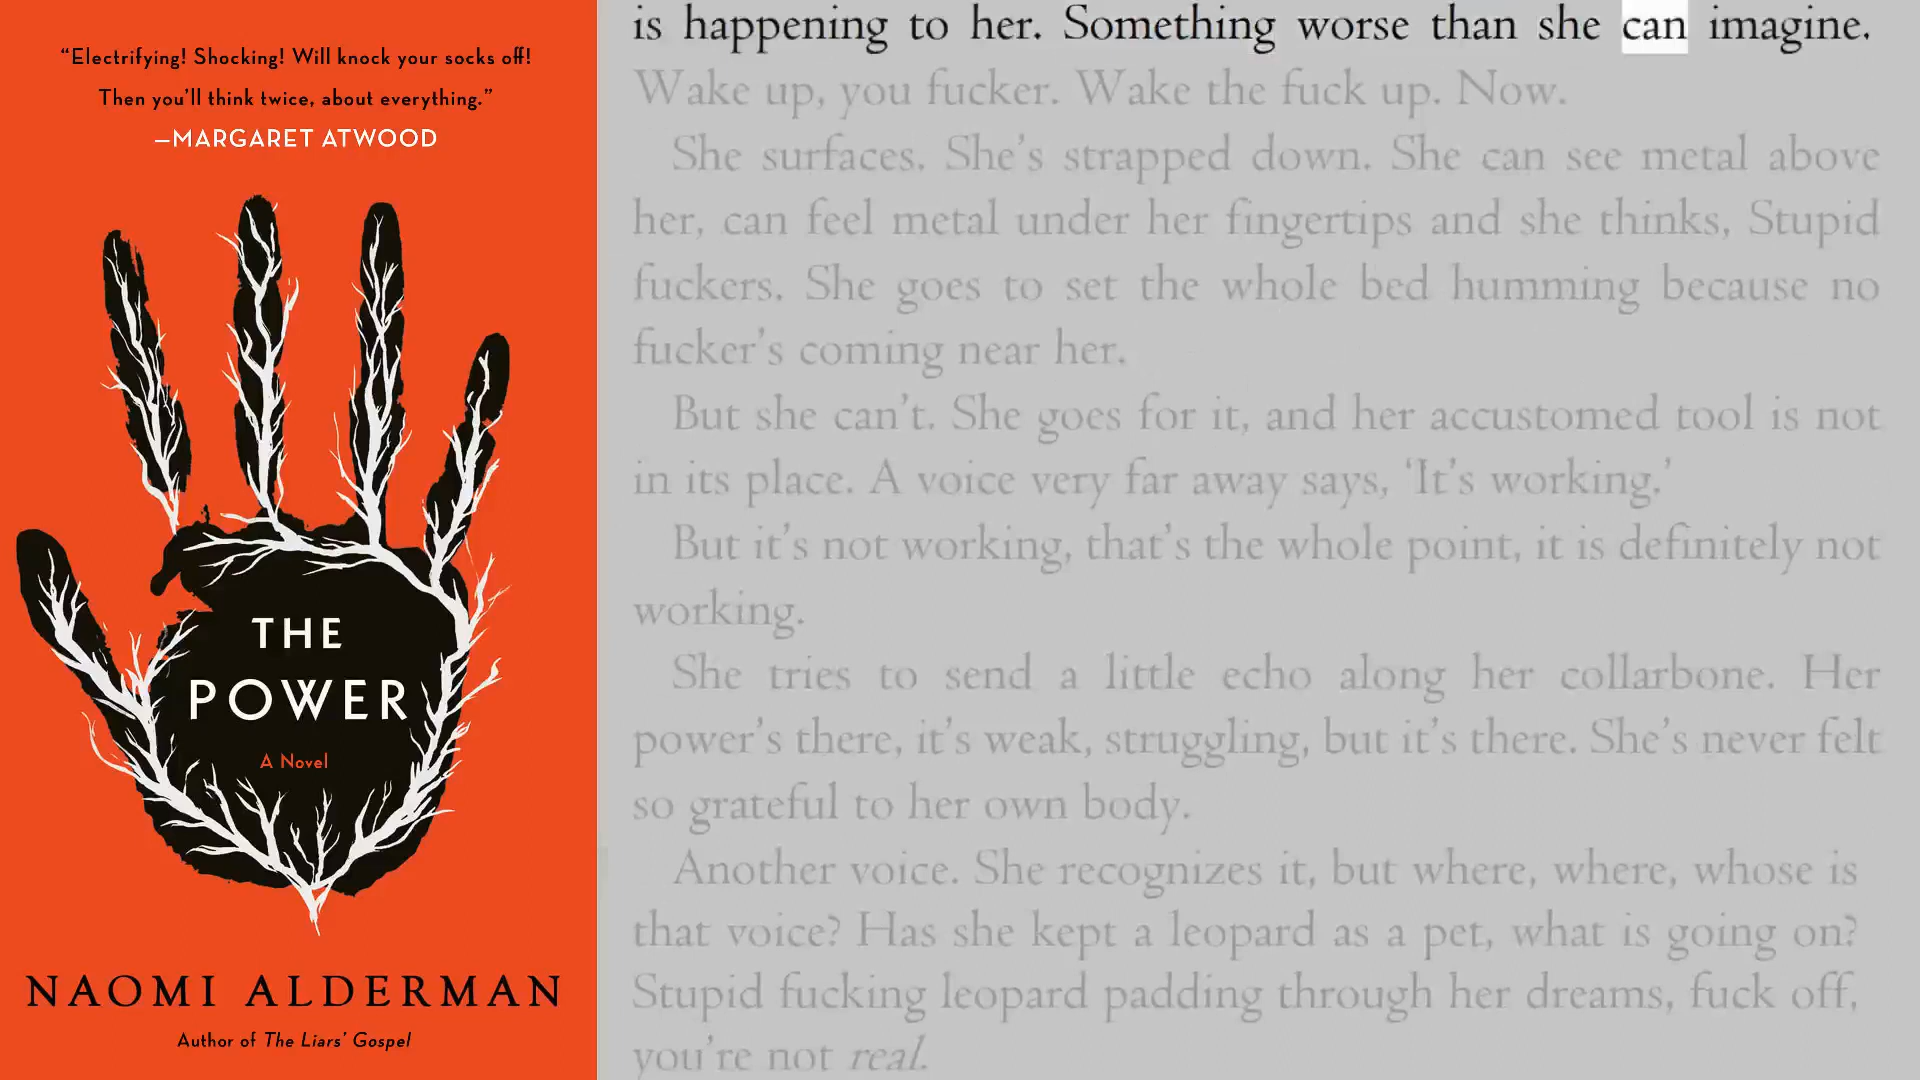 “Electrifying! Shocking! Will knock your socks off!
Then you’ll think twice, about everything.”
—MARGARET ATWOOD
THE
POWER
A Novel
NAOMI ALDERMAN
Author of The Liars’ Gospel
is happening to her. Something worse than she can imagine.
Wake up, you fucker. Wake the fuck up. Now.
She surfaces. She’s strapped down. She can see metal above
her, can feel metal under her fingertips and she thinks, Stupid
fuckers. She goes to set the whole bed humming because no
fucker’s coming near her.
But she can’t. She goes for it, and her accustomed tool is not
in its place. A voice very far away says, ‘It’s working.’
But it’s not working, that’s the whole point, it is definitely not
working.
She tries to send a little echo along her collarbone. Her
power’s there, it’s weak, struggling, but it’s there. She’s never felt
so grateful to her own body.
Another voice. She recognizes it, but where, where, whose is
that voice? Has she kept a leopard as a pet, what is going on?
Stupid fucking leopard padding through her dreams, fuck off,
you’re not real.